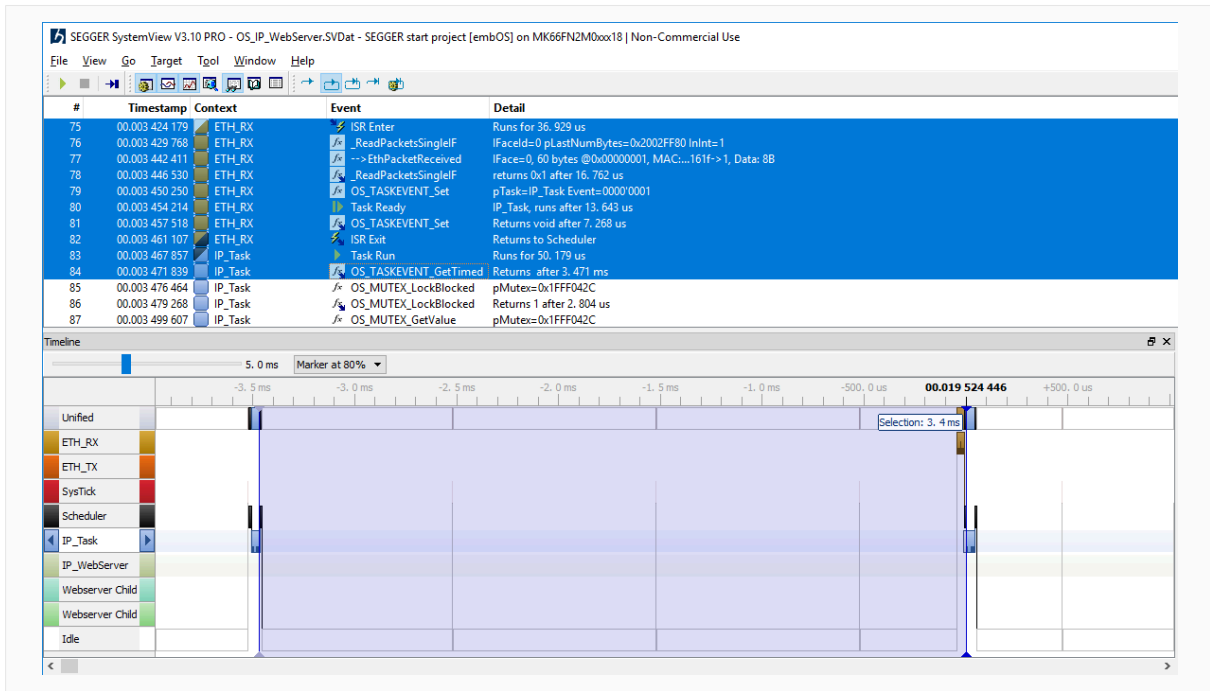 SEGGER SystemView V3.10 PRO - OS_IP_WebServer.SVDat - SEGGER start project [embOS] on MK66FN2M0xxx18 | Non-Commercial Use
File View Go Target Tool Window Help
# Timestamp Context Event Detail
75 00.003 424 179 ETH_RX ISR Enter Runs for 36. 929 us
76 00.003 429 768 ETH_RX fx _ReadPacketsSingleIF IFaceId=0 pLastNumBytes=0x2002FF80 InInt=1
77 00.003 442 411 ETH_RX fx -->EthPacketReceived IFace=0, 60 bytes @0x00000001, MAC:...161f->1, Data: 8B
78 00.003 446 530 ETH_RX fx _ReadPacketsSingleIF returns 0x1 after 16. 762 us
79 00.003 450 250 ETH_RX fx OS_TASKEVENT_Set pTask=IP_Task Event=0000'0001
80 00.003 454 214 ETH_RX Task Ready IP_Task, runs after 13. 643 us
81 00.003 457 518 ETH_RX fx OS_TASKEVENT_Set Returns void after 7. 268 us
82 00.003 461 107 ETH_RX ISR Exit Returns to Scheduler
83 00.003 467 857 IP_Task Task Run Runs for 50. 179 us
84 00.003 471 839 IP_Task fx OS_TASKEVENT_GetTimed Returns after 3. 471 ms
85 00.003 476 464 IP_Task fx OS_MUTEX_LockBlocked pMutex=0x1FFF042C
86 00.003 479 268 IP_Task fx OS_MUTEX_LockBlocked Returns 1 after 2. 804 us
87 00.003 499 607 IP_Task fx OS_MUTEX_GetValue pMutex=0x1FFF042C
Timeline
5. 0 ms Marker at 80%
-3. 5 ms -3. 0 ms -2. 5 ms -2. 0 ms -1. 5 ms -1. 0 ms -500. 0 us 00.019 524 446 +500. 0 us
Unified
Selection: 3. 4 ms
ETH_RX
ETH_TX
SysTick
Scheduler
IP_Task
IP_WebServer
Webserver Child
Webserver Child
Idle